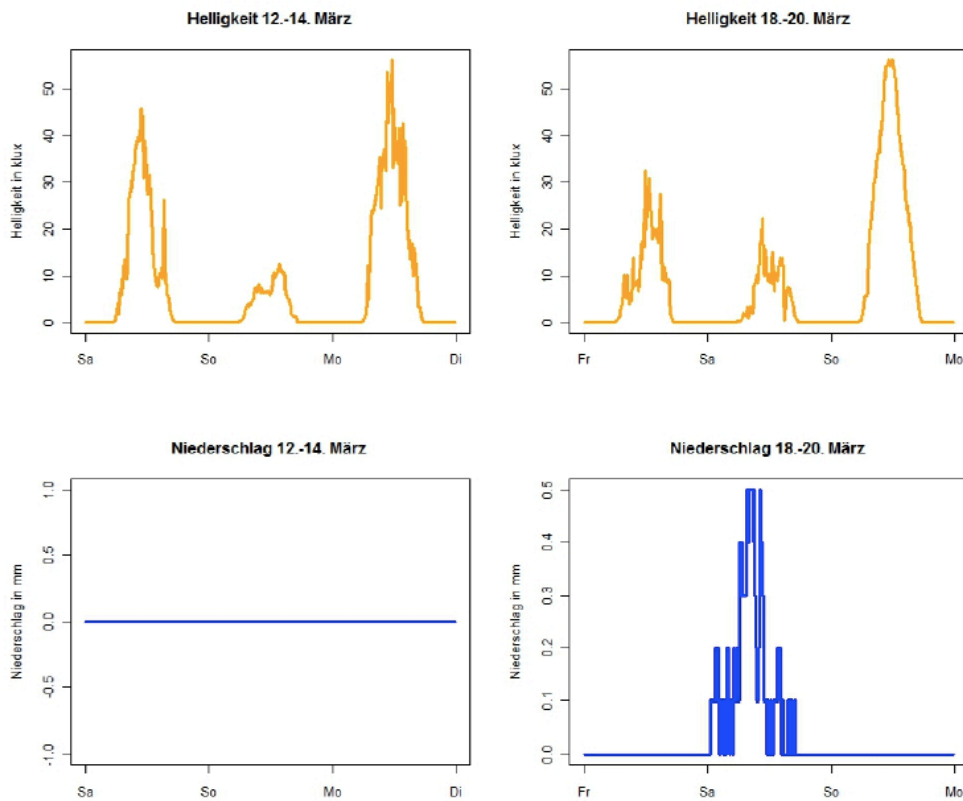 Helligkeit 12.-14. März
Helligkeit in klux
0
10
20
30
40
50
Sa
So
Mo
Di
Helligkeit 18.-20. März
Helligkeit in klux
0
10
20
30
40
50
Fr
Sa
So
Mo
Niederschlag 12.-14. März
Niederschlag in mm
-1.0
-0.5
0.0
0.5
1.0
Sa
So
Mo
Di
Niederschlag 18.-20. März
Niederschlag in mm
0.0
0.1
0.2
0.3
0.4
0.5
Fr
Sa
So
Mo